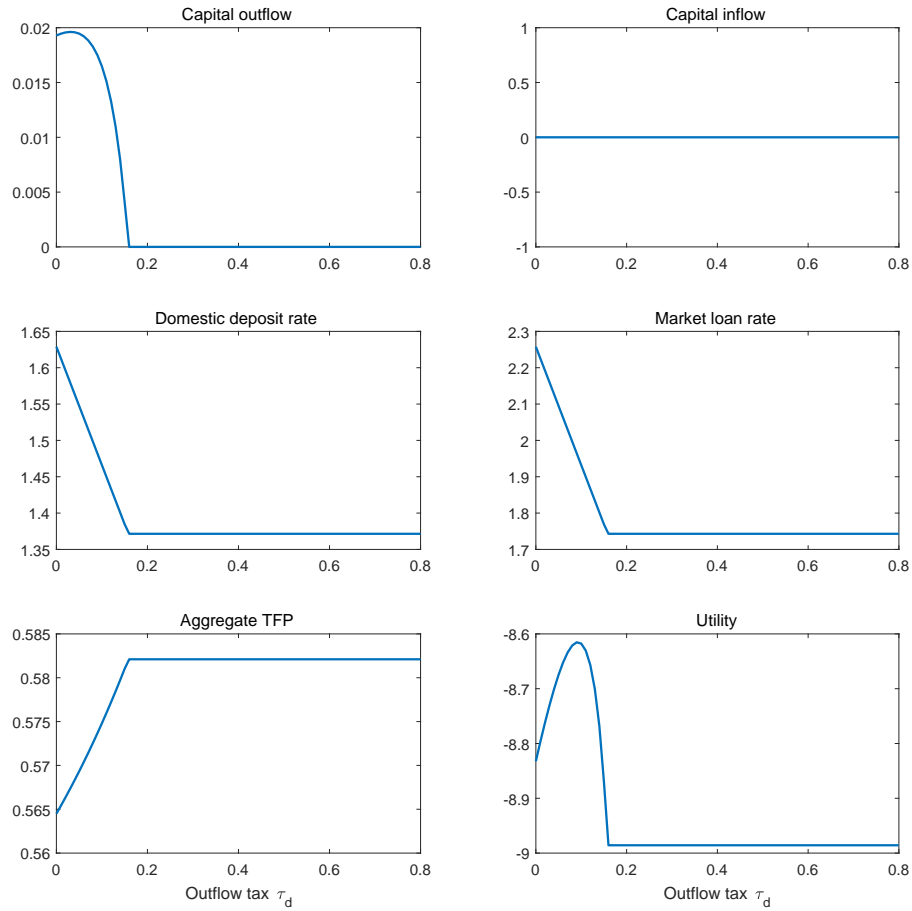 Capital outflow
0.02
0.015
0.01
0.005
0
0 0.2 0.4 0.6 0.8
Capital inflow
1
0.5
0
-0.5
-1
0 0.2 0.4 0.6 0.8
Domestic deposit rate
1.65
1.6
1.55
1.5
1.45
1.4
1.35
0 0.2 0.4 0.6 0.8
Market loan rate
2.3
2.2
2.1
2
1.9
1.8
1.7
0 0.2 0.4 0.6 0.8
Aggregate TFP
0.585
0.58
0.575
0.57
0.565
0.56
0 0.2 0.4 0.6 0.8
Outflow tax τd
Utility
-8.6
-8.7
-8.8
-8.9
-9
0 0.2 0.4 0.6 0.8
Outflow tax τd